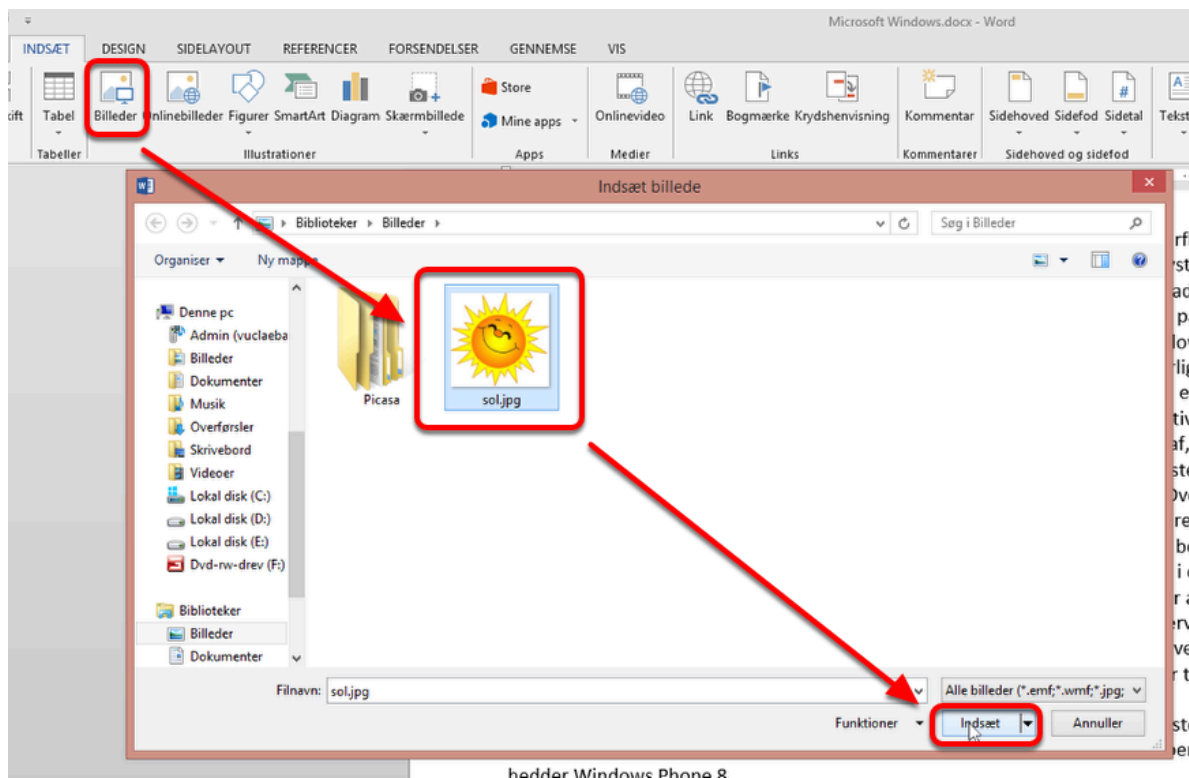 Microsoft Windows.docx - Word
INDSÆT DESIGN SIDELAYOUT REFERENCER FORSENDELSER GENNEMSE VIS
Tabel Billeder Onlinebilleder Figurer SmartArt Diagram Skærmbillede Store Mine apps Onlinevideo Link Bogmærke Krydshenvisning Kommentar Sidehoved Sidefod Sidetal
Tabeller Illustrationer Apps Medier Links Kommentarer Sidehoved og sidefod
Indsæt billede
Biblioteker Billeder Søg i Billeder
Organiser Ny mappe
Denne pc
Admin (vuclaeba
Billeder
Dokumenter
Musik
Overførsler
Skrivebord
Videoer
Lokal disk (C:)
Lokal disk (D:)
Lokal disk (E:)
Dvd-rw-drev (F:)
Biblioteker
Billeder
Dokumenter
Picasa
sol.jpg
Filnavn: sol.jpg Alle billeder (*.emf;*.wmf;*.jpg;
Funktioner Indsæt Annuller
hedder Windows Phone 8